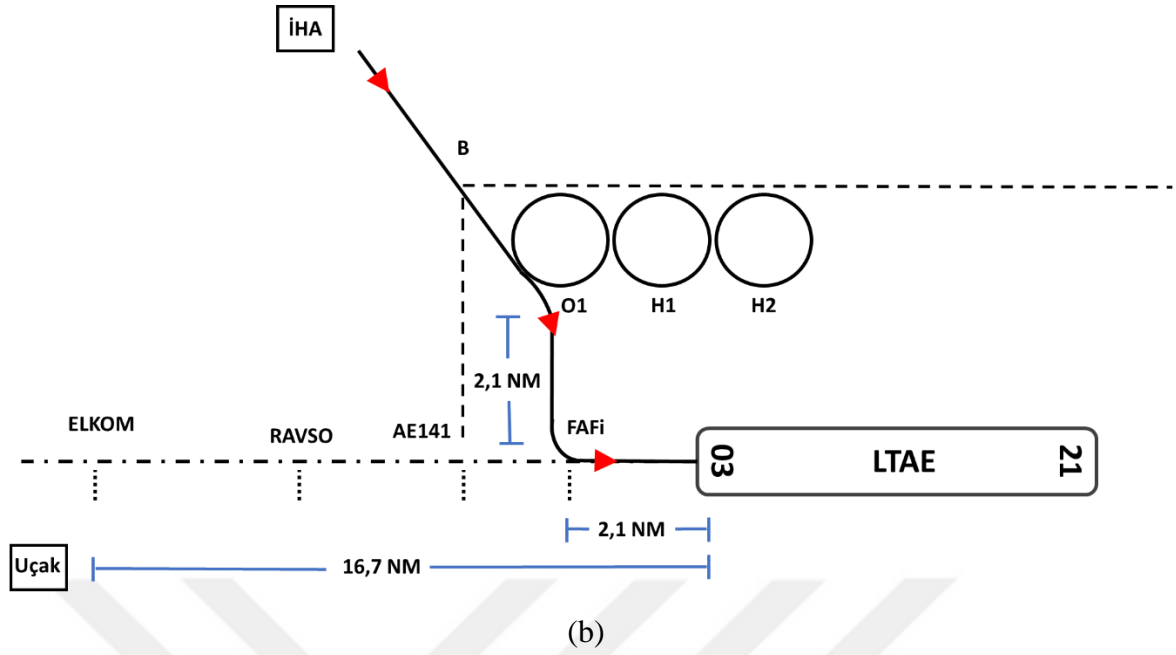 İHA
B
O1
H1
H2
2,1 NM
ELKOM
RAVSO
AE141
FAFi
03
LTAE
21
2,1 NM
Uçak
16,7 NM
(b)